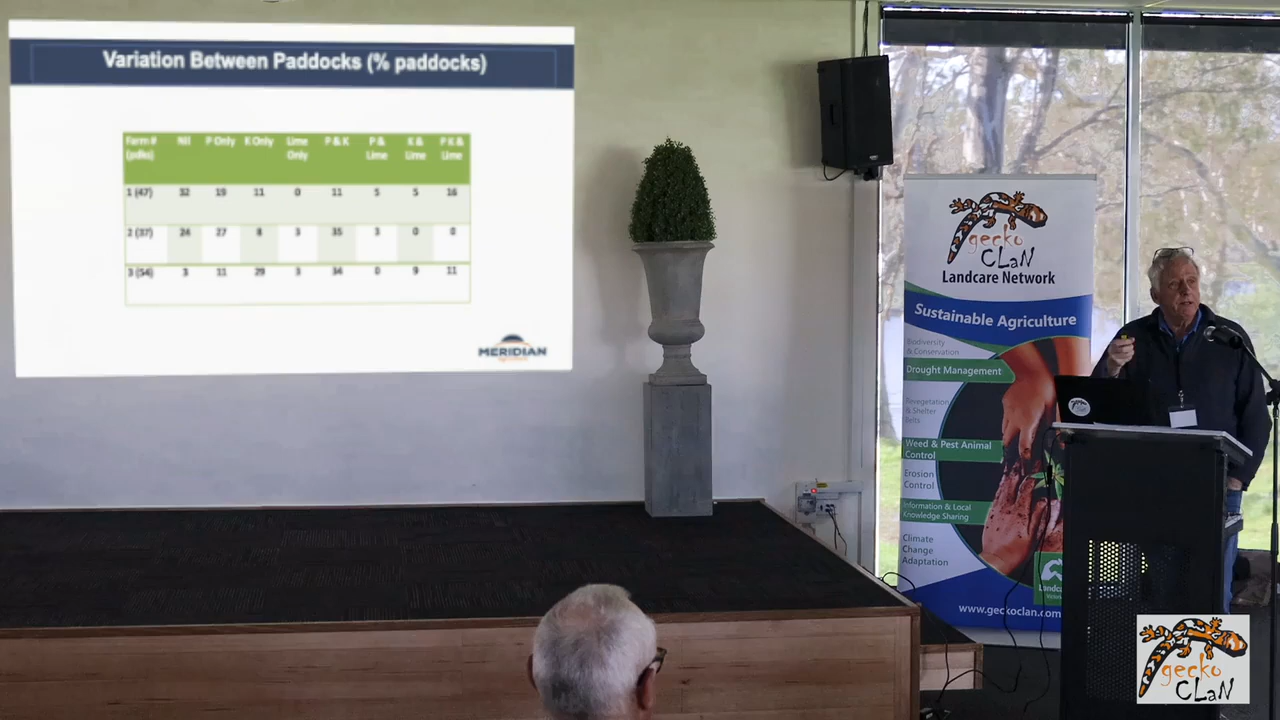 Variation Between Paddocks (% paddocks)
Farm # (pdks) Nil P Only K Only Lime Only P & K P & Lime K & Lime P K & Lime
1 (47) 32 19 11 0 11 5 5 16
2 (37) 24 27 8 3 35 3 0 0
3 (54) 3 11 29 3 34 0 9 11
MERIDIAN
gecko
CLaN
Landcare Network
Sustainable Agriculture
Biodiversity
& Conservation
Drought Management
Revegetation
& Shelter
Belts
Weed & Pest Animal
Control
Erosion
Control
Information & Local
Knowledge Sharing
Climate
Change
Adaptation
www.geckoclan.com
gecko
CLaN